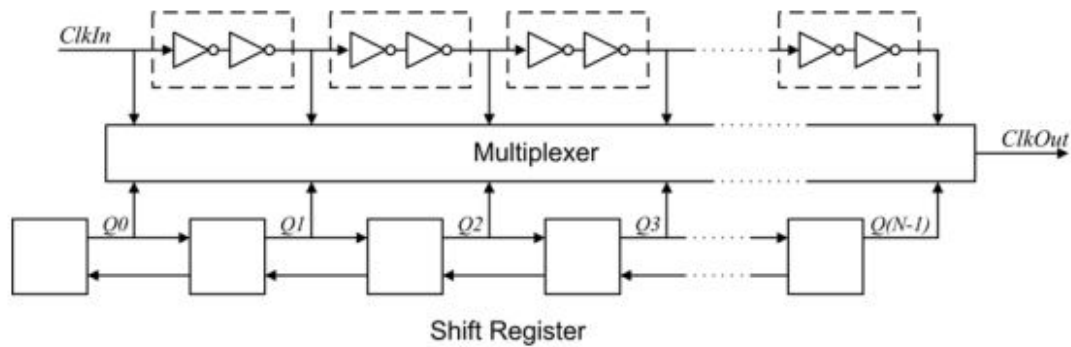 ClkIn
Multiplexer
ClkOut
Q0
Q1
Q2
Q3
Q(N-1)
Shift Register